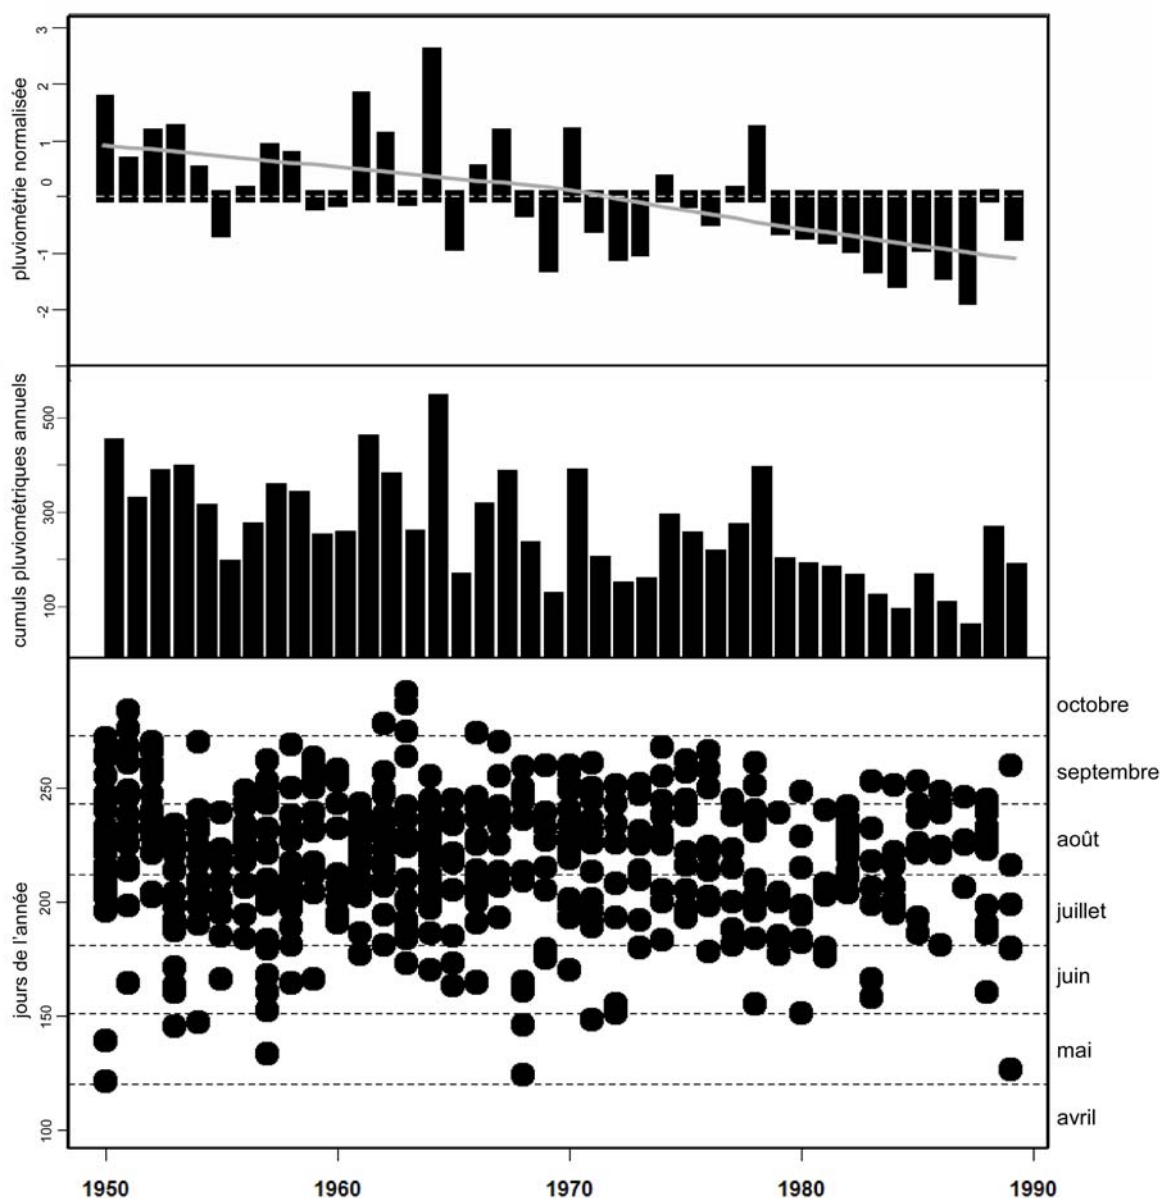 pluviométrie normalisée
3
2
1
0
-1
-2
cumuls pluviométriques annuels
500
300
100
jours de l'année
250
200
150
100
octobre
septembre
août
juillet
juin
mai
avril
1950 1960 1970 1980 1990